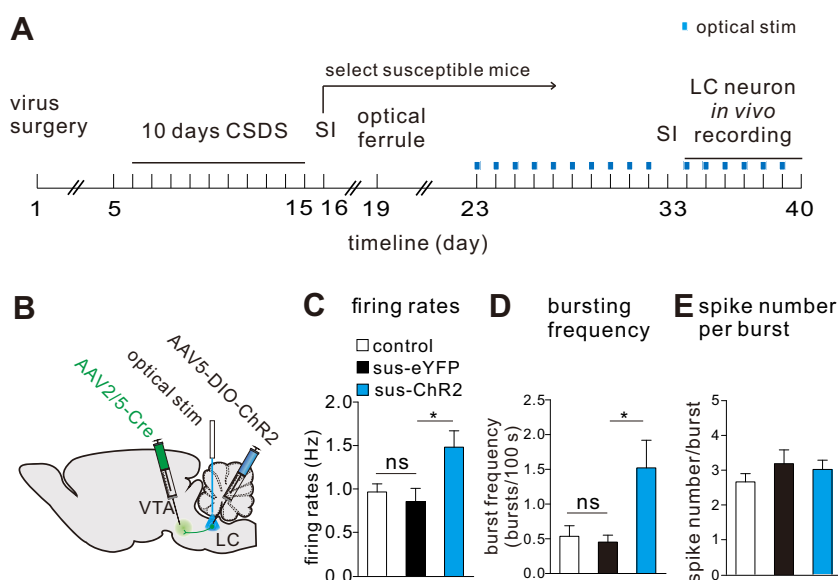 A
optical stim
select susceptible mice
virus
surgery
10 days CSDS
SI
optical
ferrule
SI
LC neuron
in vivo
recording
1
5
15
16
19
23
33
40
timeline (day)
B
AAV2/5-Cre
optical stim
AAV5-DIO-ChR2
VTA
LC
C firing rates
control
sus-eYFP
sus-ChR2
firing rates (Hz)
2.0
1.5
1.0
0.5
0.0
ns
*
D bursting
frequency
burst frequency
(bursts/100 s)
2.5
2.0
1.5
1.0
0.5
0.0
ns
*
E spike number
per burst
spike number/burst
5
4
3
2
1
0